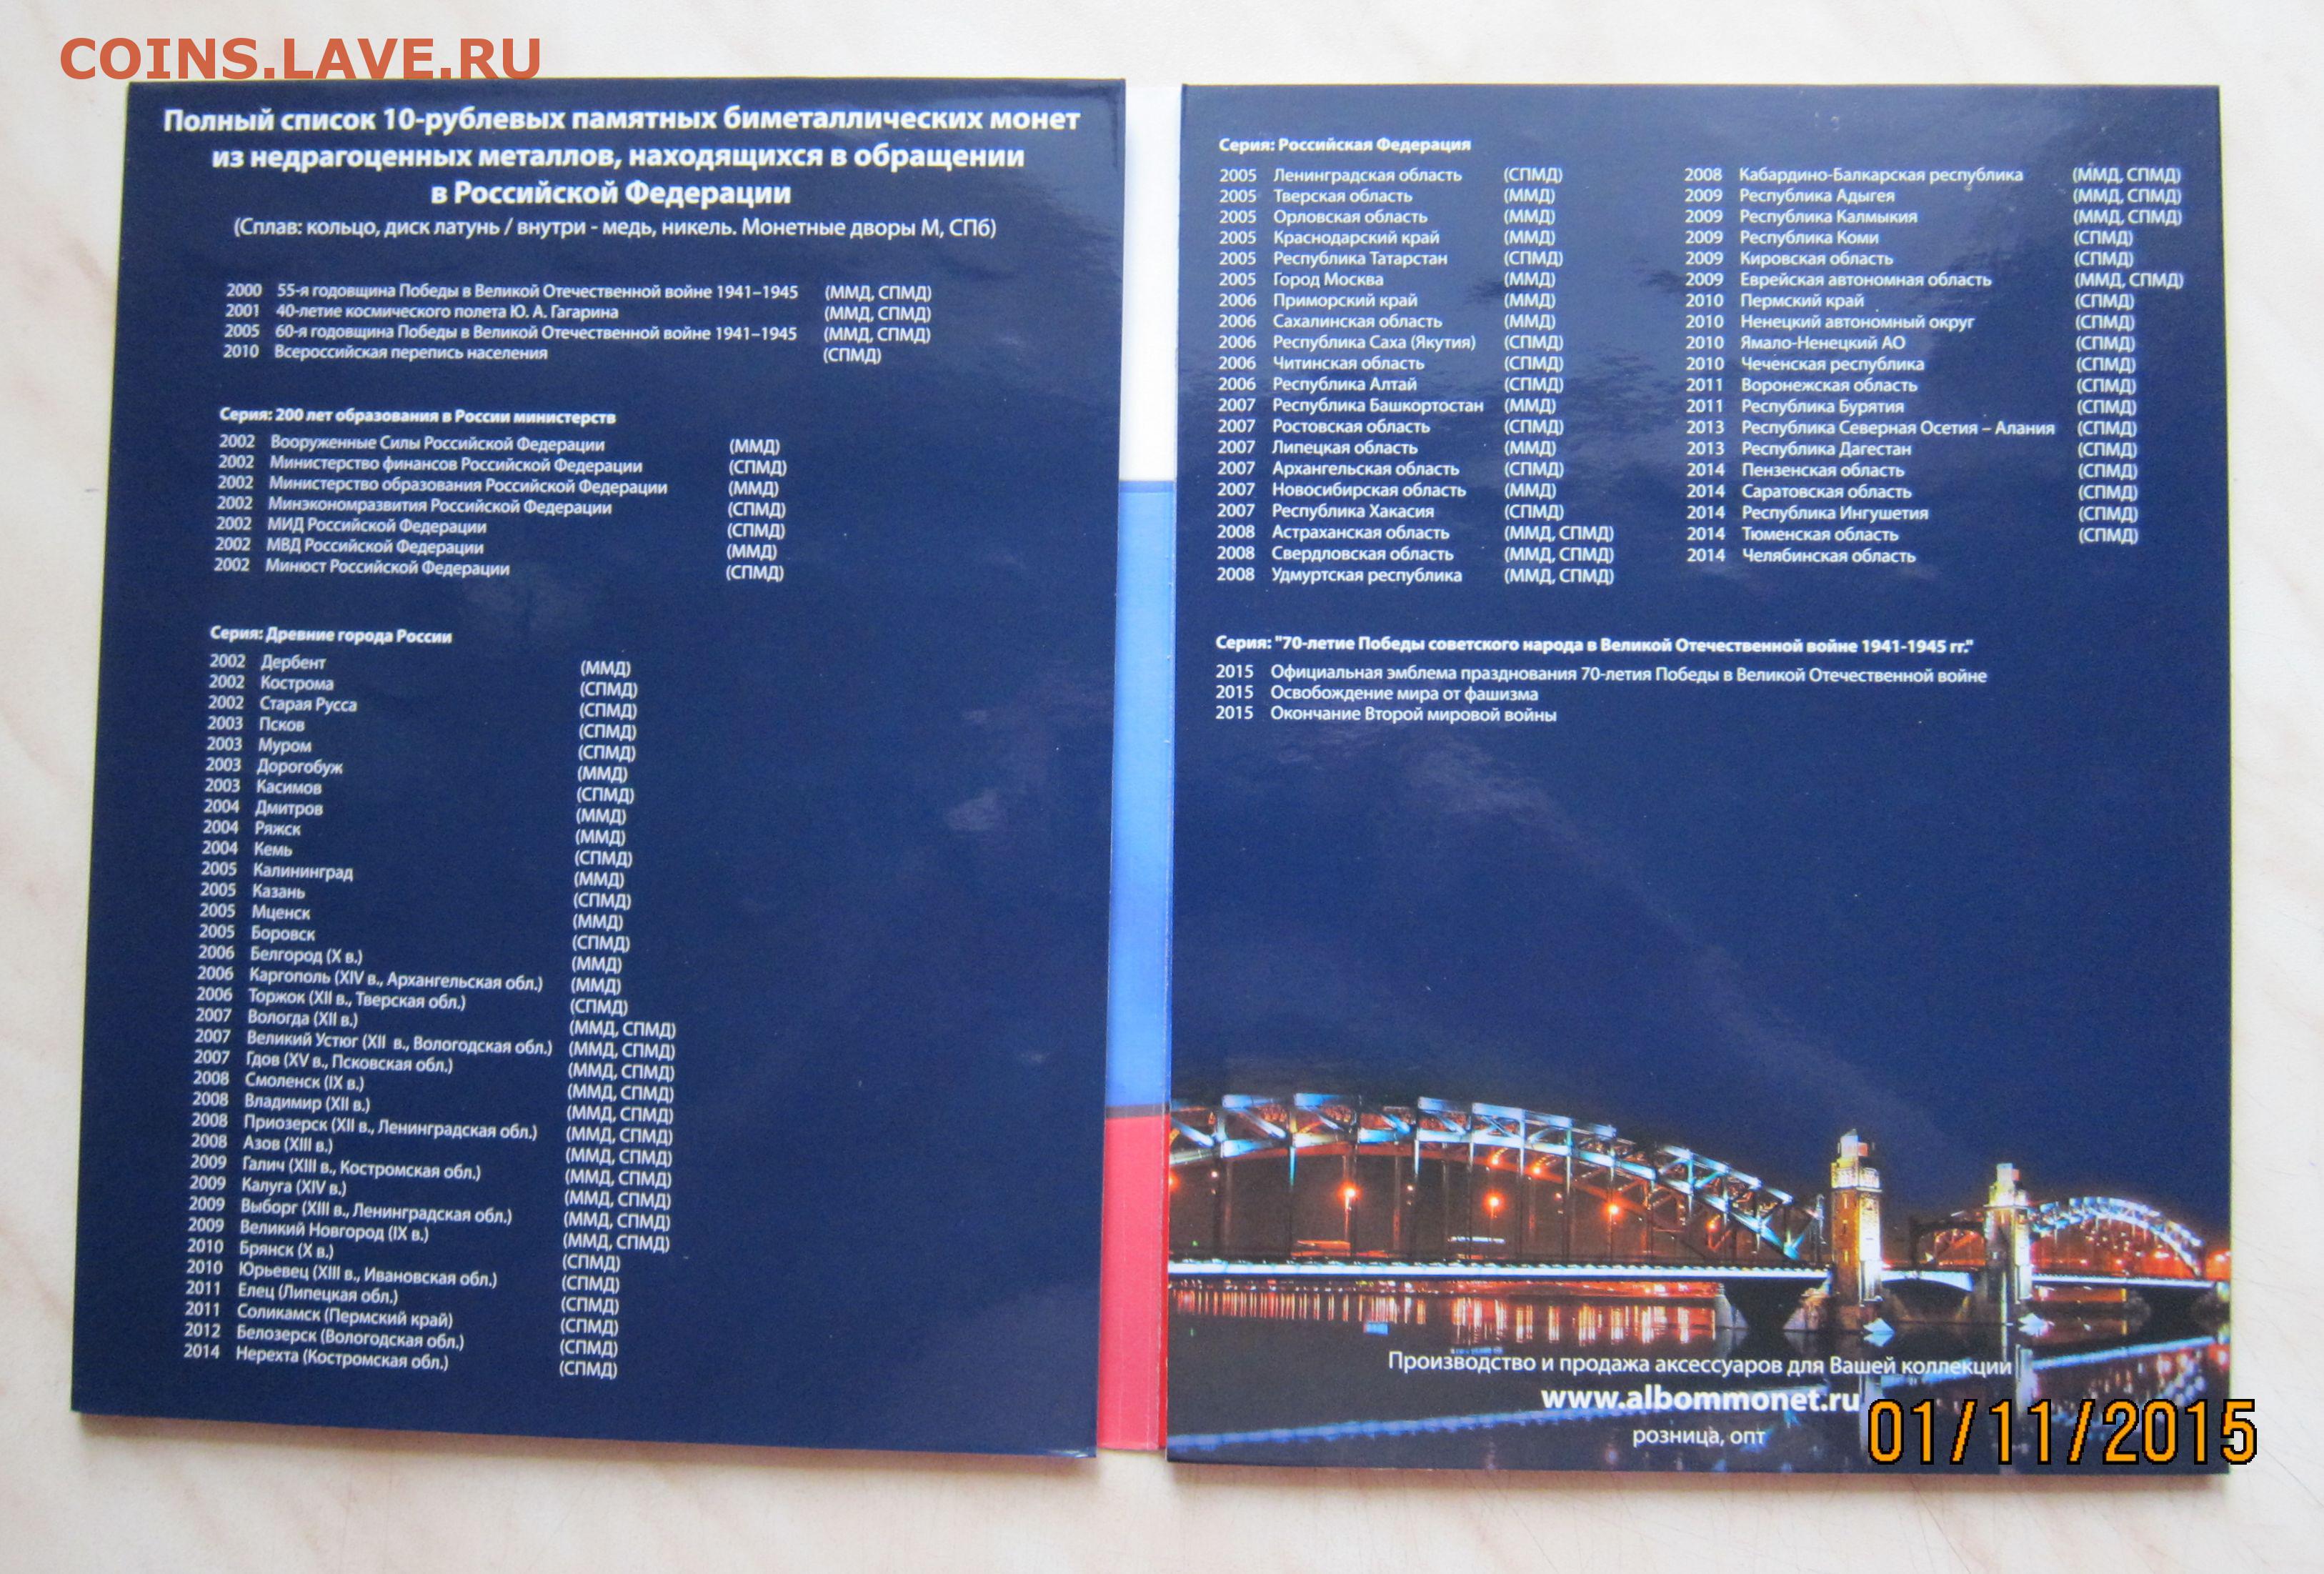 COINS.LAVE.RU
Полный список 10-рублевых памятных биметаллических монет
из недрагоценных металлов, находящихся в обращении
в Российской Федерации
(Сплав: кольцо, диск латунь / внутри - медь, никель. Монетные дворы М, СПб)
2000 55-я годовщина Победы в Великой Отечественной войне 1941–1945 (ММД, СПМД)
2001 40-летие космического полета Ю. А. Гагарина (ММД, СПМД)
2005 60-я годовщина Победы в Великой Отечественной войне 1941–1945 (ММД, СПМД)
2010 Всероссийская перепись населения (СПМД)
Серия: 200 лет образования в России министерств
2002 Вооруженные Силы Российской Федерации (ММД)
2002 Министерство финансов Российской Федерации (СПМД)
2002 Министерство образования Российской Федерации (ММД)
2002 Минэкономразвития Российской Федерации (СПМД)
2002 МИД Российской Федерации (СПМД)
2002 МВД Российской Федерации (ММД)
2002 Минюст Российской Федерации (СПМД)
Серия: Древние города России
2002 Дербент (ММД)
2002 Кострома (СПМД)
2002 Старая Русса (СПМД)
2003 Псков (СПМД)
2003 Муром (СПМД)
2003 Дорогобуж (ММД)
2003 Касимов (СПМД)
2004 Дмитров (ММД)
2004 Ряжск (ММД)
2004 Кемь (СПМД)
2005 Калининград (ММД)
2005 Казань (СПМД)
2005 Мценск (ММД)
2005 Боровск (СПМД)
2006 Белгород (X в.) (ММД)
2006 Каргополь (XIV в., Архангельская обл.) (ММД)
2006 Торжок (XII в., Тверская обл.) (СПМД)
2007 Вологда (XII в.) (ММД, СПМД)
2007 Великий Устюг (XII в., Вологодская обл.) (ММД, СПМД)
2007 Гдов (XV в., Псковская обл.) (ММД, СПМД)
2008 Смоленск (IX в.) (ММД, СПМД)
2008 Владимир (XII в.) (ММД, СПМД)
2008 Приозерск (XII в., Ленинградская обл.) (ММД, СПМД)
2008 Азов (XIII в.) (ММД, СПМД)
2009 Галич (XIII в., Костромская обл.) (ММД, СПМД)
2009 Калуга (XIV в.) (ММД, СПМД)
2009 Выборг (XIII в., Ленинградская обл.) (ММД, СПМД)
2009 Великий Новгород (IX в.) (ММД, СПМД)
2010 Брянск (X в.) (СПМД)
2010 Юрьевец (XIII в., Ивановская обл.) (СПМД)
2011 Елец (Липецкая обл.) (СПМД)
2011 Соликамск (Пермский край) (СПМД)
2012 Белозерск (Вологодская обл.) (СПМД)
2014 Нерехта (Костромская обл.) (СПМД)
Серия: Российская Федерация
2005 Ленинградская область (СПМД)
2005 Тверская область (ММД)
2005 Орловская область (ММД)
2005 Краснодарский край (ММД)
2005 Республика Татарстан (СПМД)
2005 Город Москва (ММД)
2006 Приморский край (ММД)
2006 Сахалинская область (ММД)
2006 Республика Саха (Якутия) (СПМД)
2006 Читинская область (СПМД)
2006 Республика Алтай (СПМД)
2007 Республика Башкортостан (ММД)
2007 Ростовская область (СПМД)
2007 Липецкая область (ММД)
2007 Архангельская область (СПМД)
2007 Новосибирская область (ММД)
2007 Республика Хакасия (СПМД)
2008 Астраханская область (ММД, СПМД)
2008 Свердловская область (ММД, СПМД)
2008 Удмуртская республика (ММД, СПМД)
2008 Кабардино-Балкарская республика (ММД, СПМД)
2009 Республика Адыгея (ММД, СПМД)
2009 Республика Калмыкия (ММД, СПМД)
2009 Республика Коми (СПМД)
2009 Кировская область (СПМД)
2009 Еврейская автономная область (ММД, СПМД)
2010 Пермский край (СПМД)
2010 Ненецкий автономный округ (СПМД)
2010 Ямало-Ненецкий АО (СПМД)
2010 Чеченская республика (СПМД)
2011 Воронежская область (СПМД)
2011 Республика Бурятия (СПМД)
2013 Республика Северная Осетия – Алания (СПМД)
2013 Республика Дагестан (СПМД)
2014 Пензенская область (СПМД)
2014 Саратовская область (СПМД)
2014 Республика Ингушетия (СПМД)
2014 Тюменская область (СПМД)
2014 Челябинская область
Серия: "70-летие Победы советского народа в Великой Отечественной войне 1941-1945 гг."
2015 Официальная эмблема празднования 70-летия Победы в Великой Отечественной войне
2015 Освобождение мира от фашизма
2015 Окончание Второй мировой войны
Производство и продажа аксессуаров для Вашей коллекции
www.albommonet.ru
розница, опт
01/11/2015